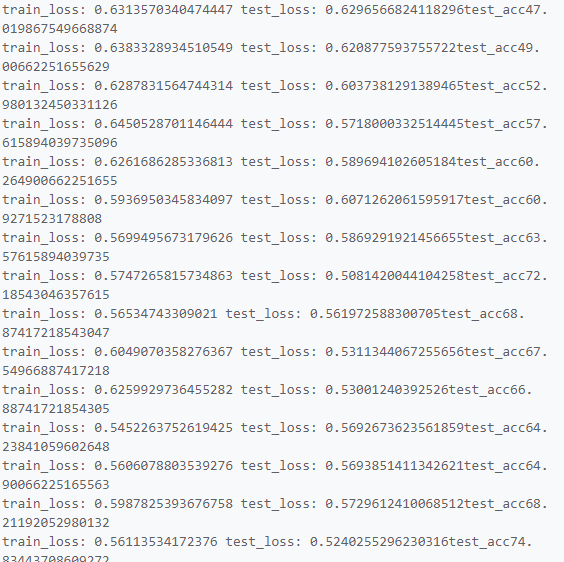 train_loss: 0.6313570340474447 test_loss: 0.6296566824118296test_acc47.
019867549668874
train_loss: 0.6383328934510549 test_loss: 0.620877593755722test_acc49.
00662251655629
train_loss: 0.6287831564744314 test_loss: 0.6037381291389465test_acc52.
980132450331126
train_loss: 0.6450528701146444 test_loss: 0.5718000332514445test_acc57.
615894039735096
train_loss: 0.6261686285336813 test_loss: 0.589694102605184test_acc60.
264900662251655
train_loss: 0.5936950345834097 test_loss: 0.6071262061595917test_acc60.
9271523178808
train_loss: 0.5699495673179626 test_loss: 0.5869291921456655test_acc63.
57615894039735
train_loss: 0.5747265815734863 test_loss: 0.5081420044104258test_acc72.
18543046357615
train_loss: 0.56534743309021 test_loss: 0.561972588300705test_acc68.
87417218543047
train_loss: 0.6049070358276367 test_loss: 0.5311344067255656test_acc67.
54966887417218
train_loss: 0.6259929736455282 test_loss: 0.53001240392526test_acc66.
88741721854305
train_loss: 0.5452263752619425 test_loss: 0.5692673623561859test_acc64.
23841059602648
train_loss: 0.5606078803539276 test_loss: 0.5693851411342621test_acc64.
90066225165563
train_loss: 0.5987825393676758 test_loss: 0.5729612410068512test_acc68.
21192052980132
train_loss: 0.56113534172376 test_loss: 0.5240255296230316test_acc74.
83443708609272